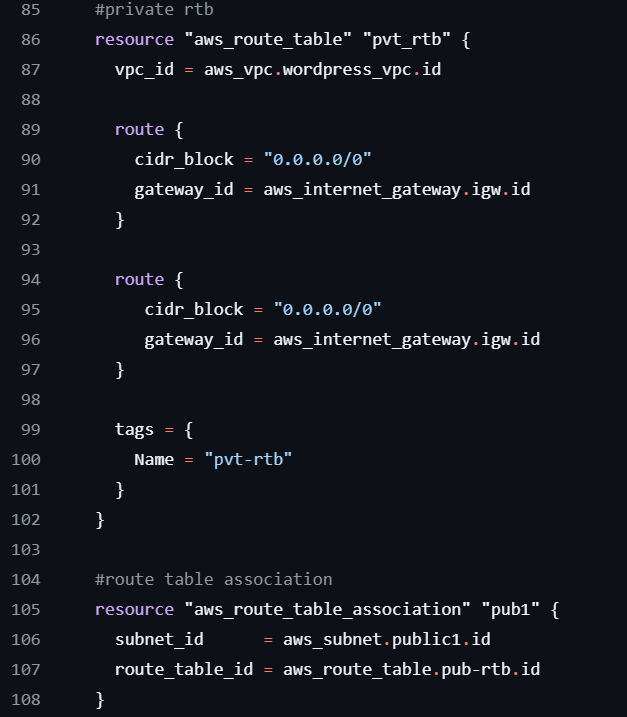 85 #private rtb
86 resource "aws_route_table" "pvt_rtb" {
87   vpc_id = aws_vpc.wordpress_vpc.id
88
89   route {
90     cidr_block = "0.0.0.0/0"
91     gateway_id = aws_internet_gateway.igw.id
92   }
93
94   route {
95      cidr_block = "0.0.0.0/0"
96      gateway_id = aws_internet_gateway.igw.id
97   }
98
99   tags = {
100     Name = "pvt-rtb"
101   }
102 }
103
104 #route table association
105 resource "aws_route_table_association" "pub1" {
106   subnet_id      = aws_subnet.public1.id
107   route_table_id = aws_route_table.pub-rtb.id
108 }